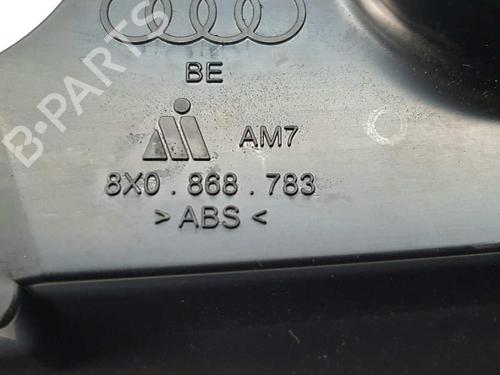 B-PARTS
BE
AM7
8X0 . 868 . 783
> ABS <